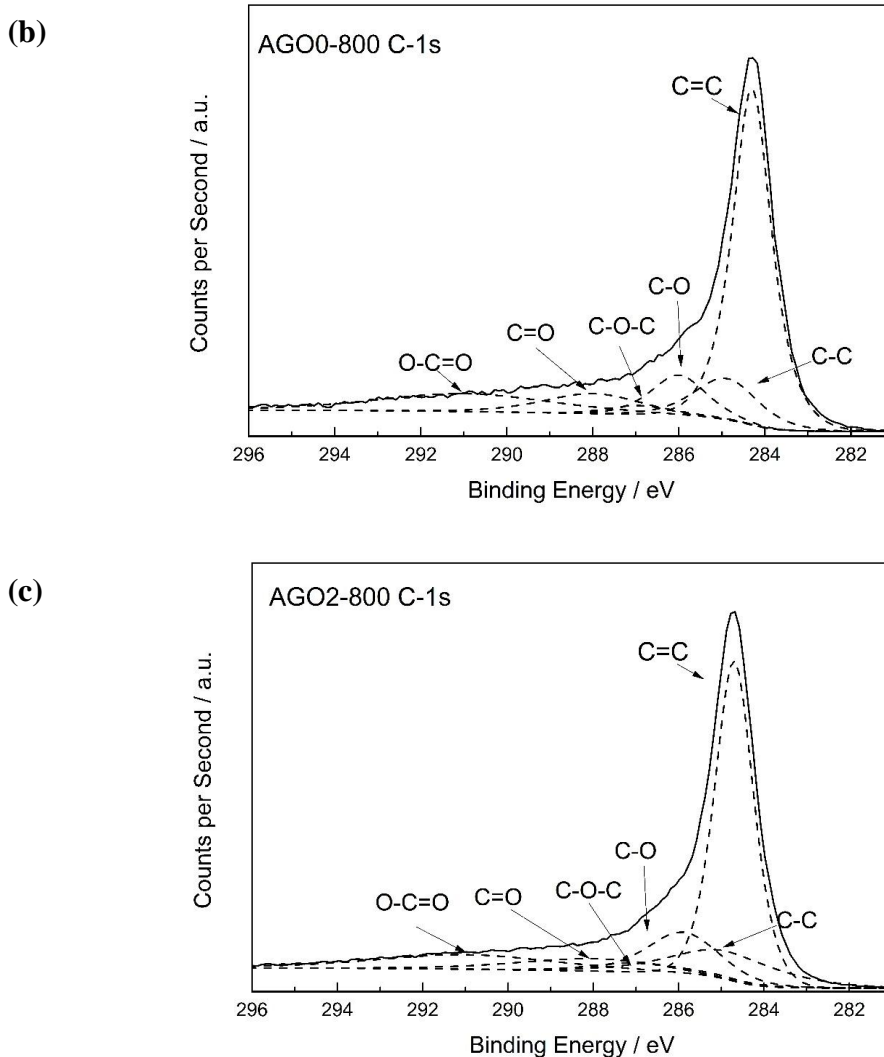 (b)
AGO0-800 C-1s
C=C
C-O
C-O-C
C=O
O-C=O
C-C
Counts per Second / a.u.
296 294 292 290 288 286 284 282
Binding Energy / eV
(c)
AGO2-800 C-1s
C=C
C-O
C-O-C
C=O
O-C=O
C-C
Counts per Second / a.u.
296 294 292 290 288 286 284 282
Binding Energy / eV